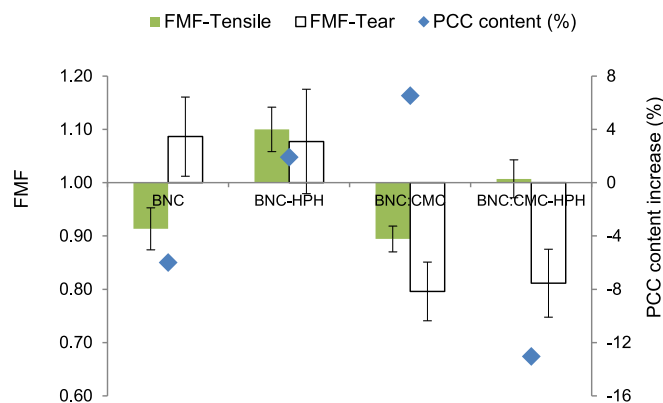 FMF-Tensile FMF-Tear PCC content (%)
1.20 8
1.10 4
1.00 0
BNC BNC-HPH BNC:CMC BNC:CMC-HPH
0.90 -4
0.80 -8
0.70 -12
0.60 -16
FMF
PCC content increase (%)